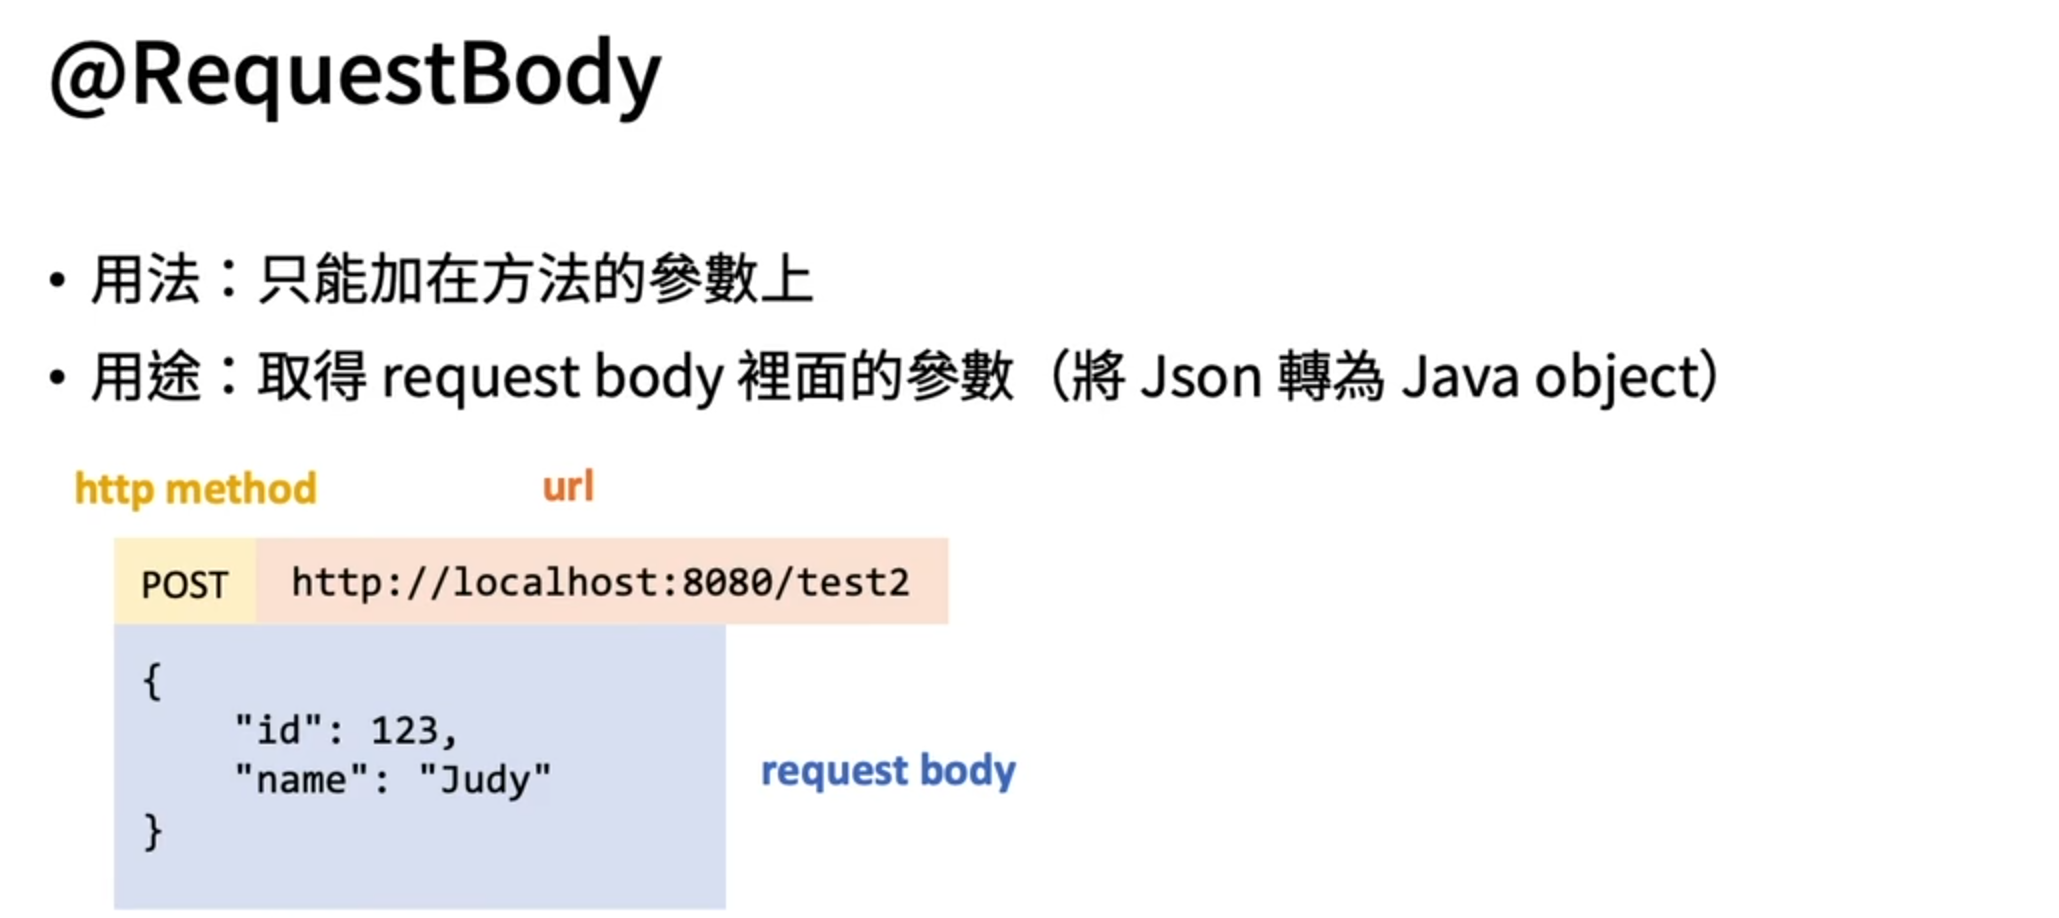 @RequestBody
• 用法：只能加在方法的參數上
• 用途：取得 request body 裡面的參數（將 Json 轉為 Java object）
http method
url
POST http://localhost:8080/test2
{
"id": 123,
"name": "Judy"
}
request body